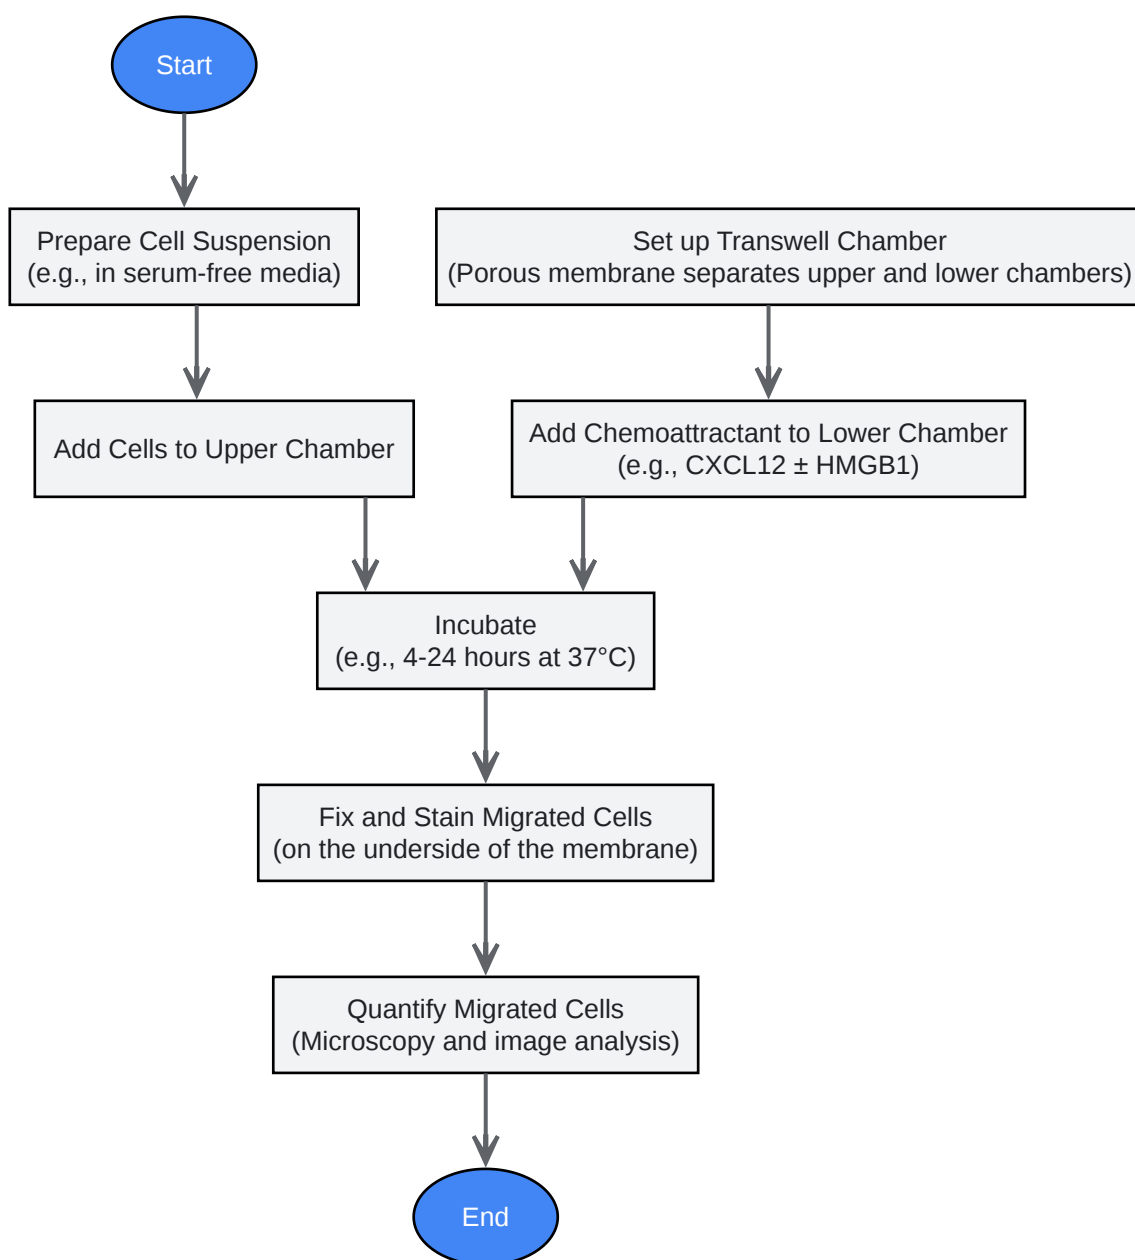 Start
Prepare Cell Suspension
(e.g., in serum-free media)
Set up Transwell Chamber
(Porous membrane separates upper and lower chambers)
Add Cells to Upper Chamber
Add Chemoattractant to Lower Chamber
(e.g., CXCL12 ± HMGB1)
Incubate
(e.g., 4-24 hours at 37°C)
Fix and Stain Migrated Cells
(on the underside of the membrane)
Quantify Migrated Cells
(Microscopy and image analysis)
End